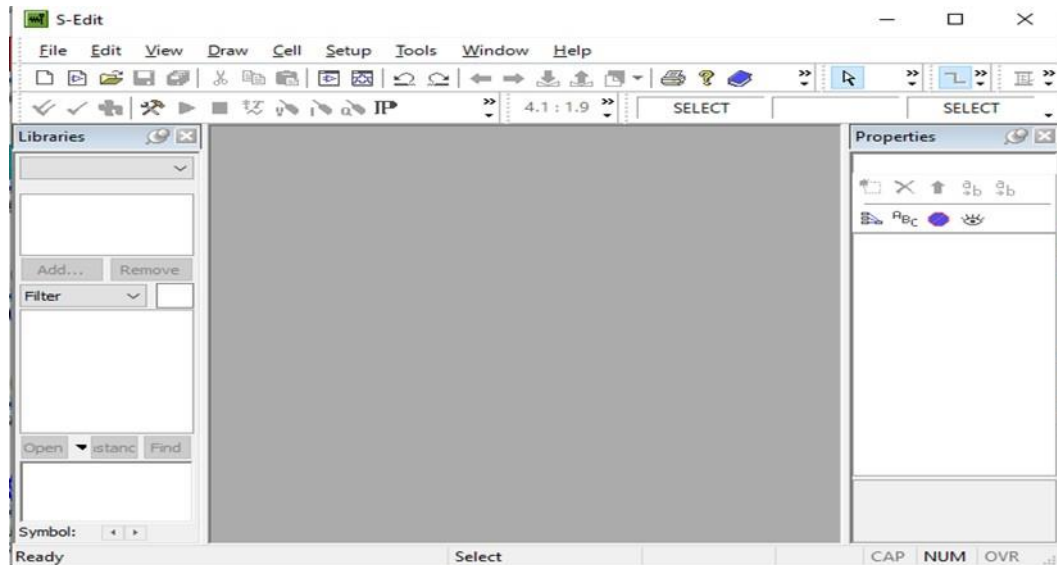 S-Edit
File Edit View Draw Cell Setup Tools Window Help
4.1 : 1.9 SELECT SELECT
Libraries
Properties
Add... Remove
Filter
Open istanc Find
Symbol:
Ready Select CAP NUM OVR